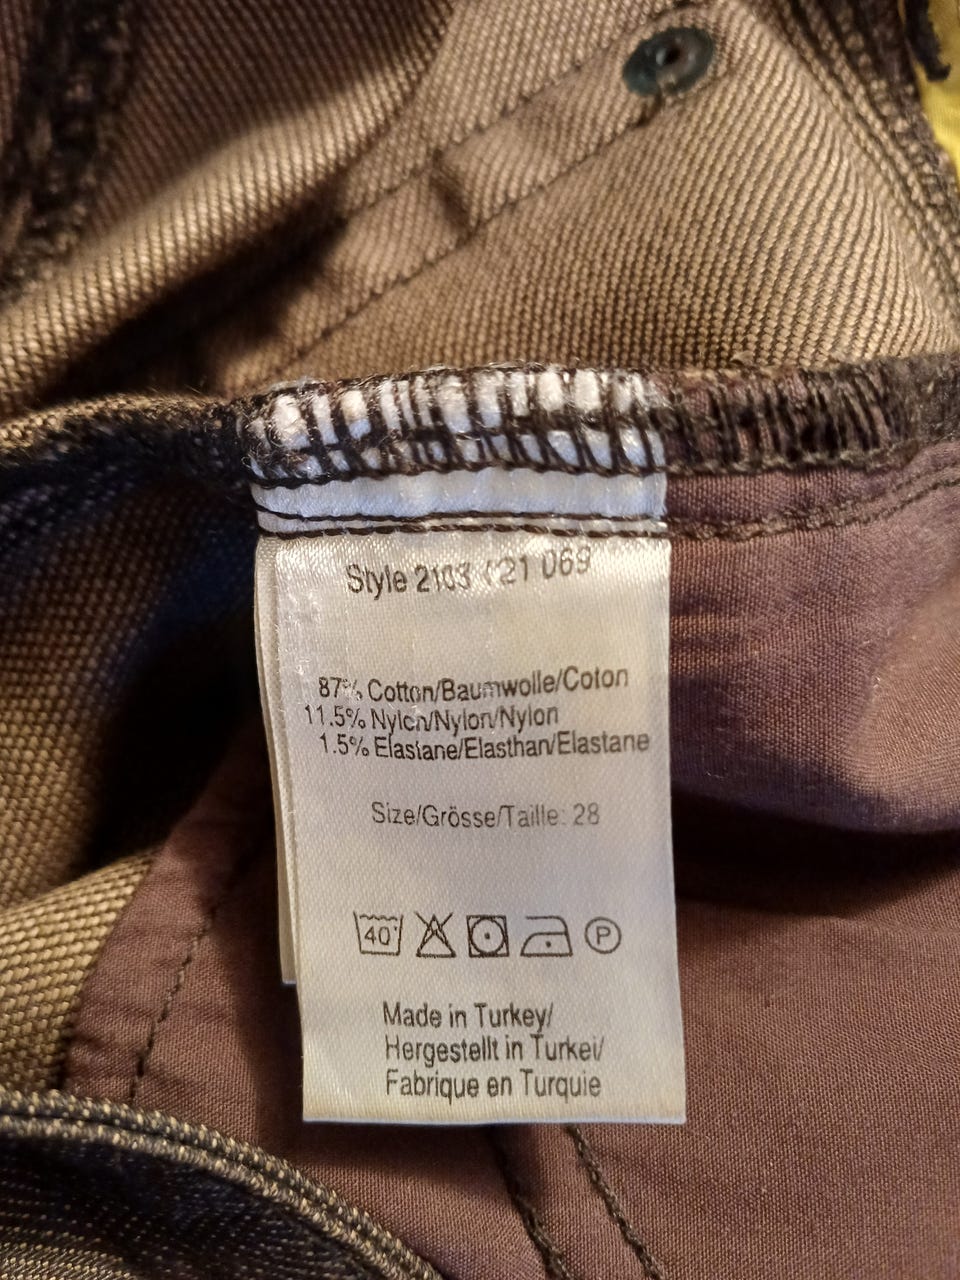 Style 2103 121 069
87% Cotton/Baumwolle/Coton
11.5% Nylon/Nylon/Nylon
1.5% Elastane/Elasthan/Elastane
Size/Grösse/Taille: 28
40° P
Made in Turkey/
Hergestellt in Turkei/
Fabrique en Turquie